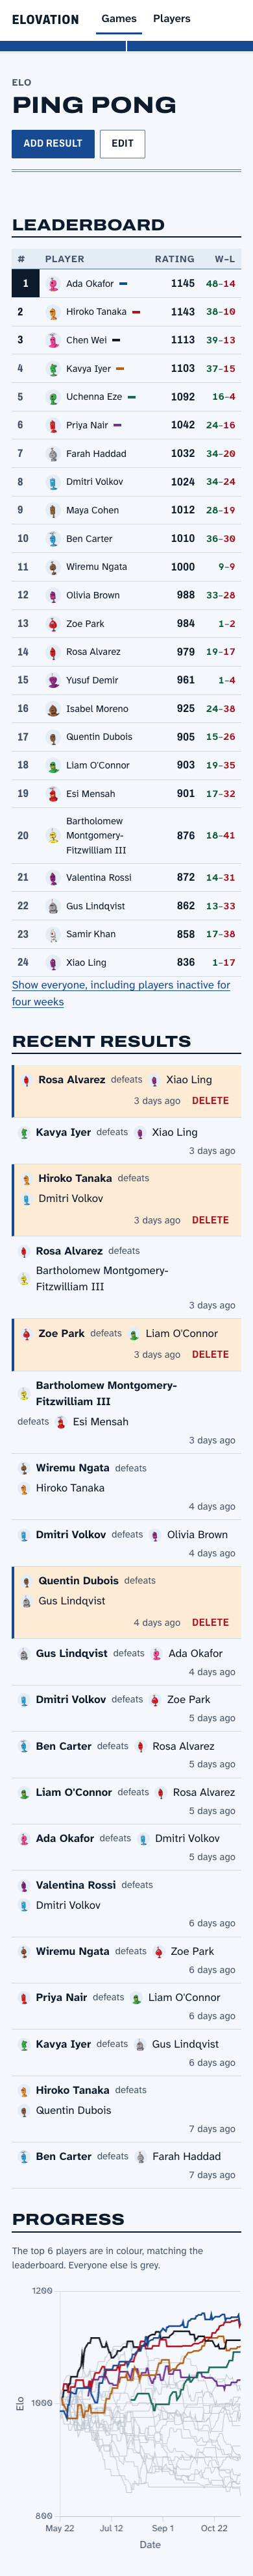 ELOVATION Games Players
ELO
PING PONG
ADD RESULT EDIT
LEADERBOARD
# PLAYER RATING W–L
1 Ada Okafor 1145 48–14
2 Hiroko Tanaka 1143 38–10
3 Chen Wei 1113 39–13
4 Kavya Iyer 1103 37–15
5 Uchenna Eze 1092 16–4
6 Priya Nair 1042 24–16
7 Farah Haddad 1032 34–20
8 Dmitri Volkov 1024 34–24
9 Maya Cohen 1012 28–19
10 Ben Carter 1010 36–30
11 Wiremu Ngata 1000 9–9
12 Olivia Brown 988 33–28
13 Zoe Park 984 1–2
14 Rosa Alvarez 979 19–17
15 Yusuf Demir 961 1–4
16 Isabel Moreno 925 24–38
17 Quentin Dubois 905 15–26
18 Liam O'Connor 903 19–35
19 Esi Mensah 901 17–32
Bartholomew
20 Montgomery- 876 18–41
Fitzwilliam III
21 Valentina Rossi 872 14–31
22 Gus Lindqvist 862 13–33
23 Samir Khan 858 17–38
24 Xiao Ling 836 1–17
Show everyone, including players inactive for
four weeks
RECENT RESULTS
Rosa Alvarez defeats Xiao Ling
3 days ago DELETE
Kavya Iyer defeats Xiao Ling
3 days ago
Hiroko Tanaka defeats
Dmitri Volkov
3 days ago DELETE
Rosa Alvarez defeats
Bartholomew Montgomery-
Fitzwilliam III
3 days ago
Zoe Park defeats Liam O'Connor
3 days ago DELETE
Bartholomew Montgomery-
Fitzwilliam III
defeats Esi Mensah
3 days ago
Wiremu Ngata defeats
Hiroko Tanaka
4 days ago
Dmitri Volkov defeats Olivia Brown
4 days ago
Quentin Dubois defeats
Gus Lindqvist
4 days ago DELETE
Gus Lindqvist defeats Ada Okafor
4 days ago
Dmitri Volkov defeats Zoe Park
5 days ago
Ben Carter defeats Rosa Alvarez
5 days ago
Liam O'Connor defeats Rosa Alvarez
5 days ago
Ada Okafor defeats Dmitri Volkov
5 days ago
Valentina Rossi defeats
Dmitri Volkov
6 days ago
Wiremu Ngata defeats Zoe Park
6 days ago
Priya Nair defeats Liam O'Connor
6 days ago
Kavya Iyer defeats Gus Lindqvist
6 days ago
Hiroko Tanaka defeats
Quentin Dubois
7 days ago
Ben Carter defeats Farah Haddad
7 days ago
PROGRESS
The top 6 players are in colour, matching the
leaderboard. Everyone else is grey.
1200
Elo
1000
800
May 22 Jul 12 Sep 1 Oct 22
Date